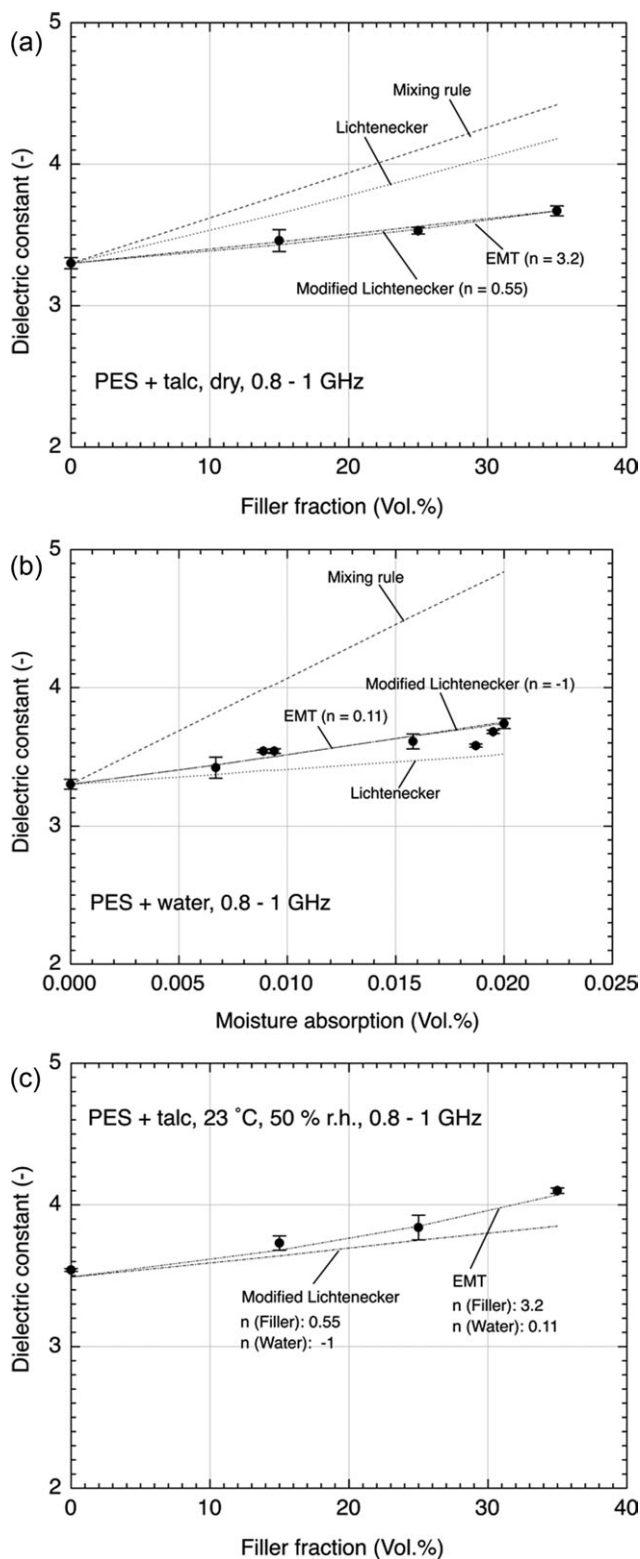 (a)
5
4
3
2
Dielectric constant (-)
Mixing rule
Lichtenecker
EMT (n = 3.2)
Modified Lichtenecker (n = 0.55)
PES + talc, dry, 0.8 - 1 GHz
0 10 20 30 40
Filler fraction (Vol.%)
(b)
5
4
3
2
Dielectric constant (-)
Mixing rule
Modified Lichtenecker (n = -1)
EMT (n = 0.11)
Lichtenecker
PES + water, 0.8 - 1 GHz
0.000 0.005 0.010 0.015 0.020 0.025
Moisture absorption (Vol.%)
(c)
5
4
3
2
Dielectric constant (-)
PES + talc, 23 ˚C, 50 % r.h., 0.8 - 1 GHz
Modified Lichtenecker
n (Filler): 0.55
n (Water): -1
EMT
n (Filler): 3.2
n (Water): 0.11
0 10 20 30 40
Filler fraction (Vol.%)